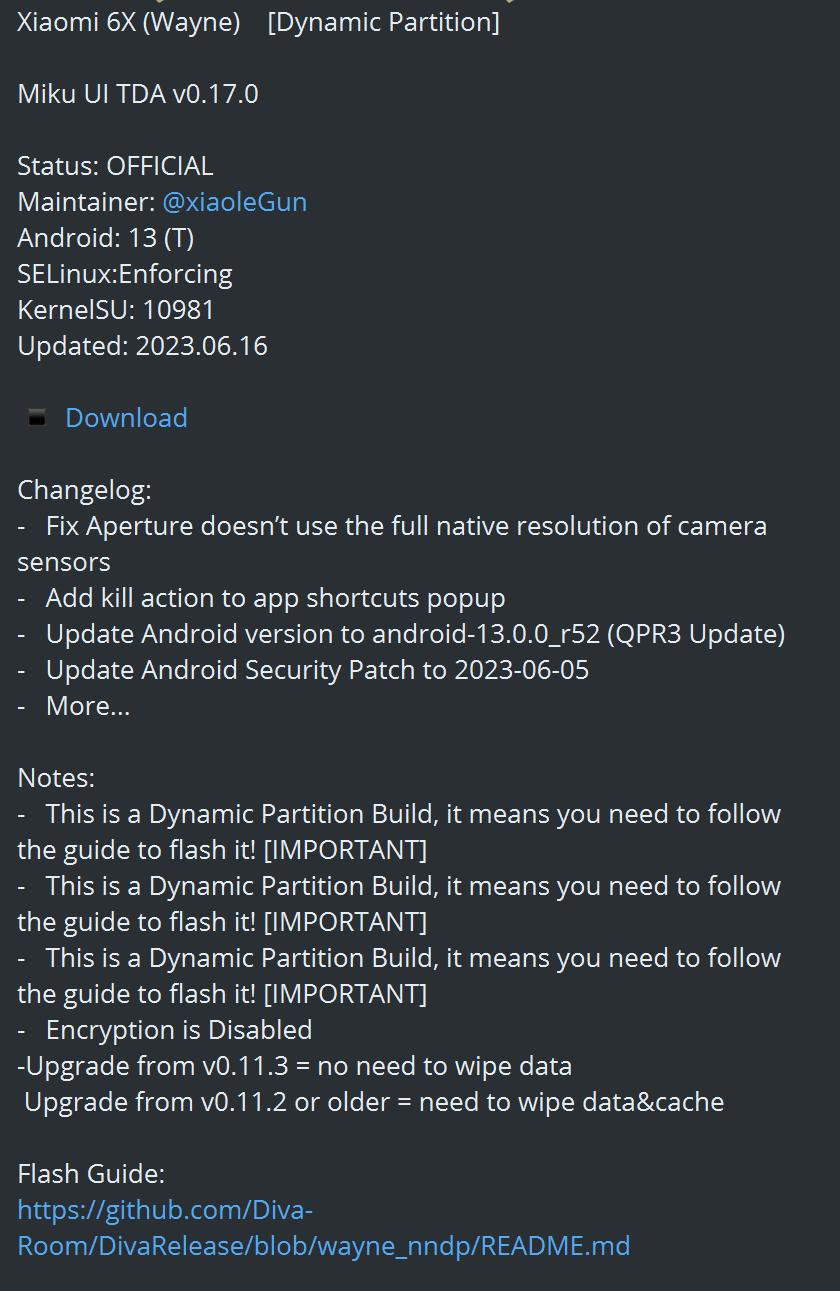 Xiaomi 6X (Wayne)    [Dynamic Partition]
Miku UI TDA v0.17.0
Status: OFFICIAL
Maintainer: @xiaoleGun
Android: 13 (T)
SELinux:Enforcing
KernelSU: 10981
Updated: 2023.06.16
▪ Download
Changelog:
-   Fix Aperture doesn’t use the full native resolution of camera
sensors
-   Add kill action to app shortcuts popup
-   Update Android version to android-13.0.0_r52 (QPR3 Update)
-   Update Android Security Patch to 2023-06-05
-   More...
Notes:
-   This is a Dynamic Partition Build, it means you need to follow
the guide to flash it! [IMPORTANT]
-   This is a Dynamic Partition Build, it means you need to follow
the guide to flash it! [IMPORTANT]
-   This is a Dynamic Partition Build, it means you need to follow
the guide to flash it! [IMPORTANT]
-   Encryption is Disabled
-Upgrade from v0.11.3 = no need to wipe data
Upgrade from v0.11.2 or older = need to wipe data&cache
Flash Guide:
https://github.com/Diva-
Room/DivaRelease/blob/wayne_nndp/README.md